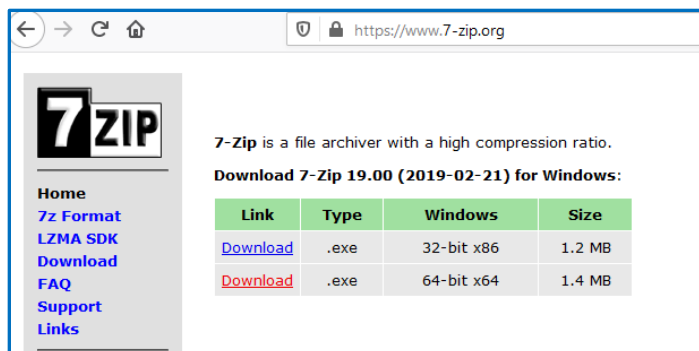 https://www.7-zip.org
7 ZIP
Home
7z Format
LZMA SDK
Download
FAQ
Support
Links
7-Zip is a file archiver with a high compression ratio.
Download 7-Zip 19.00 (2019-02-21) for Windows:
Link Type Windows Size
Download .exe 32-bit x86 1.2 MB
Download .exe 64-bit x64 1.4 MB